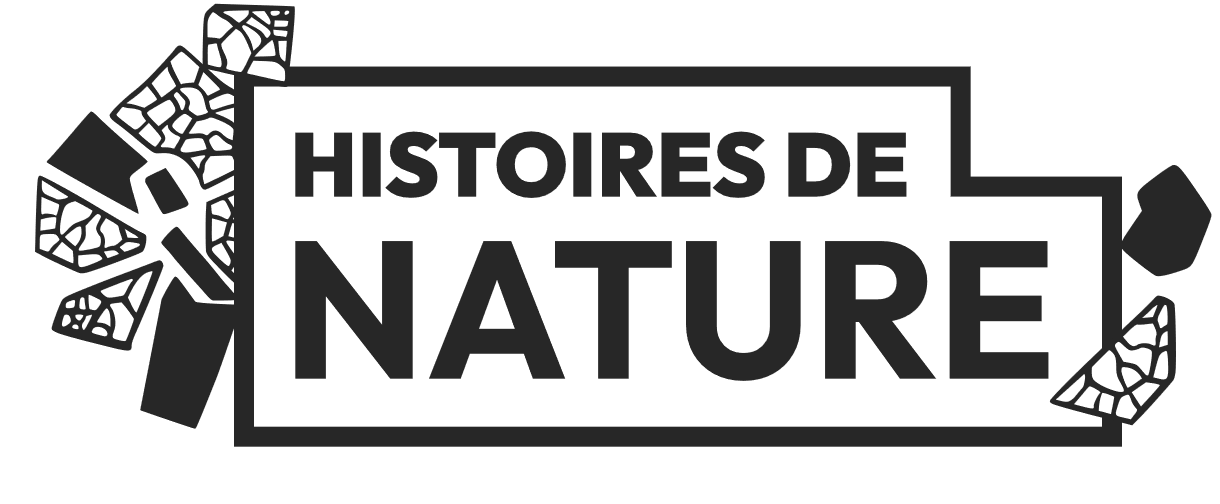 HISTOIRES DE
NATURE